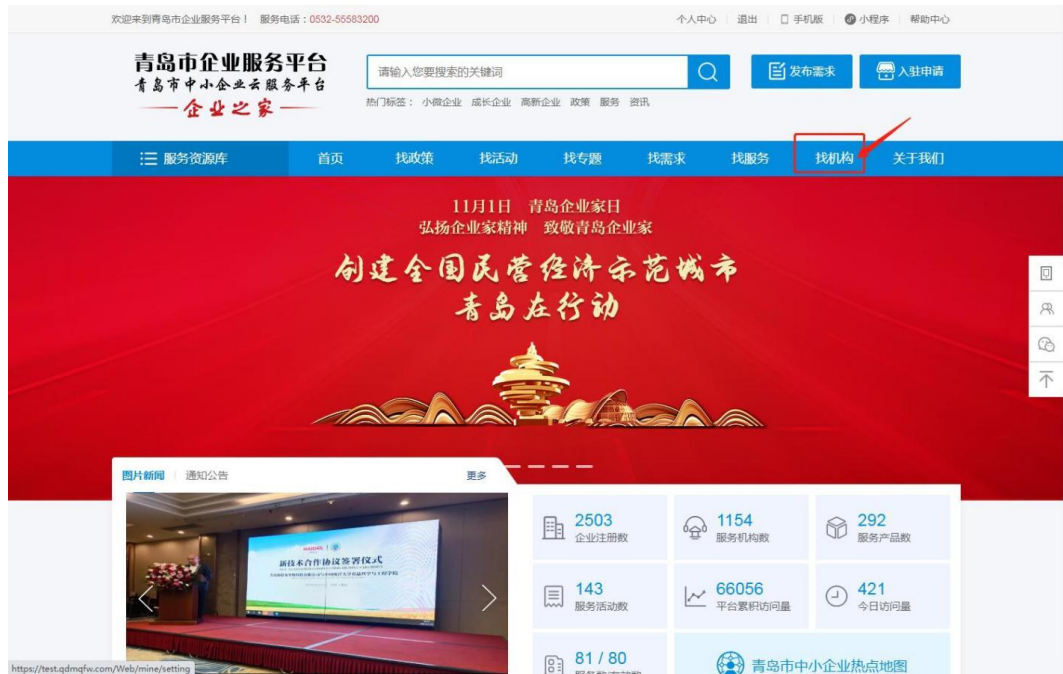 欢迎来到青岛市企业服务平台！ 服务电话：0532-55583200
个人中心 退出 手机版 小程序 帮助中心
青岛市企业服务平台
青岛市中小企业云服务平台
企业之家
请输入您要搜索的关键词
发布需求
入驻申请
热门标签： 小微企业 成长企业 高新企业 政策 服务 资讯
服务资源库 首页 找政策 找活动 找专题 找需求 找服务 找机构 关于我们
11月1日 青岛企业家日
弘扬企业家精神 致敬青岛企业家
创建全国民营经济示范城市
青岛在行动
图片新闻 通知公告 更多
新技术合作协议签署仪式
2503
企业注册数
1154
服务机构数
292
服务产品数
143
服务活动数
66056
平台累积访问量
421
今日访问量
81 / 80
青岛市中小企业热点地图
https://test.qdmqfw.com/Web/mine/setting